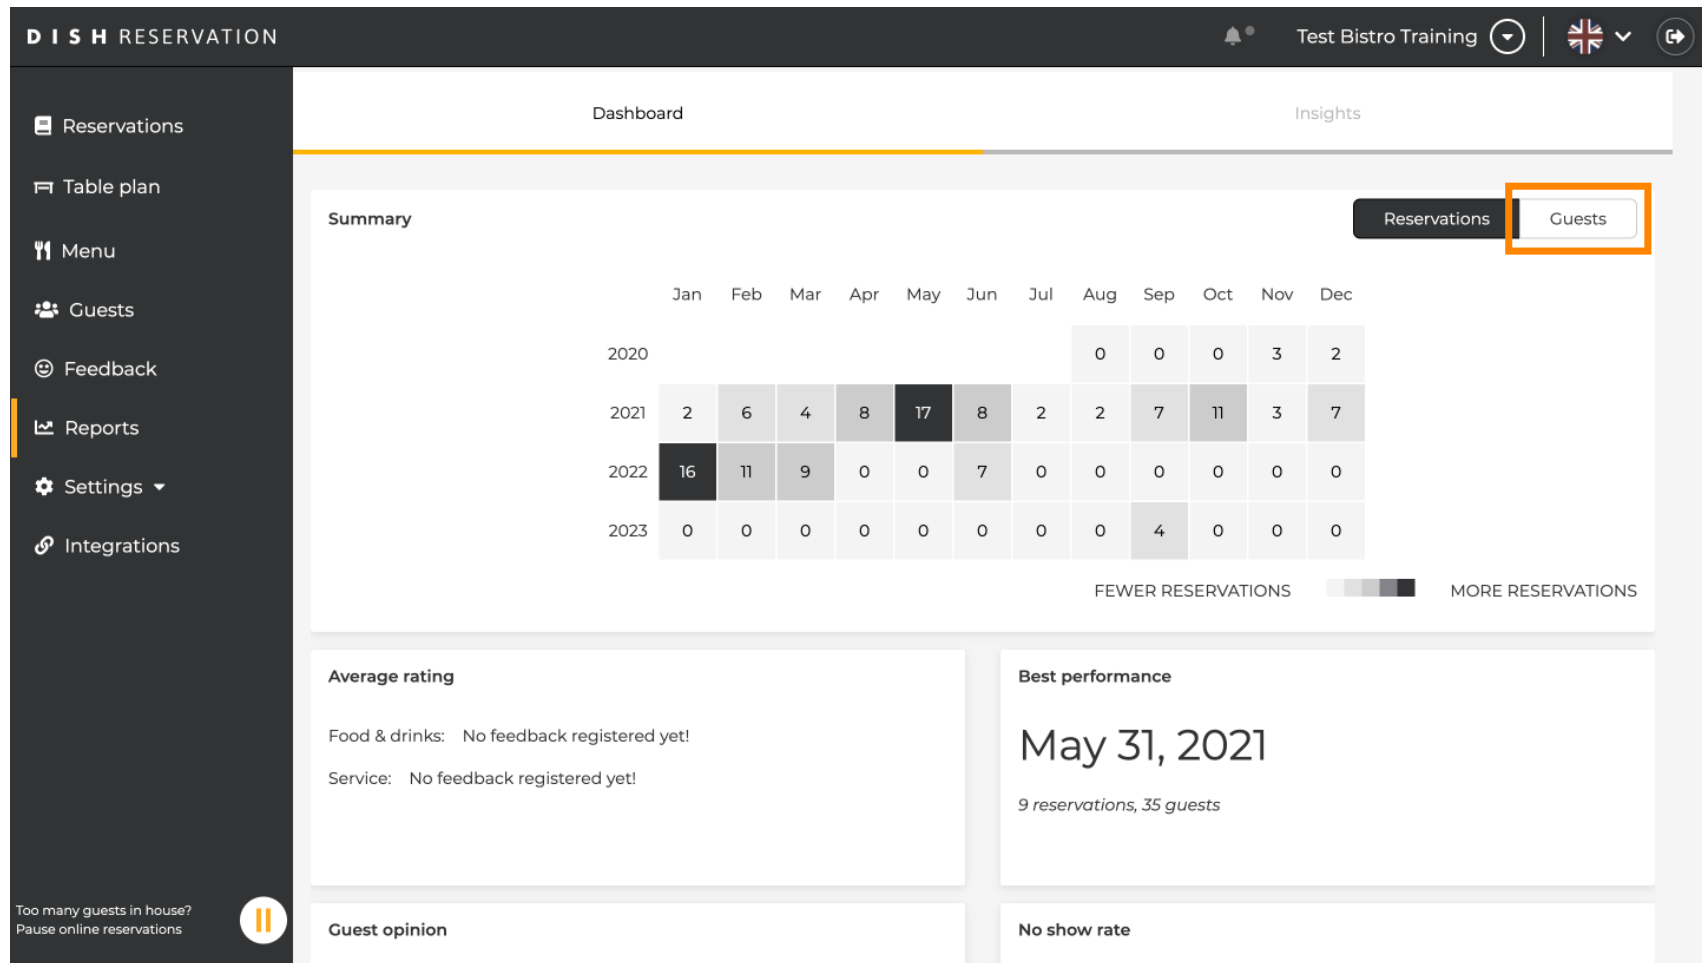 DISH RESERVATION
Test Bistro Training
Reservations
Table plan
Menu
Guests
Feedback
Reports
Settings
Integrations
Too many guests in house?
Pause online reservations
Dashboard
Insights
Summary
Reservations
Guests
Jan Feb Mar Apr May Jun Jul Aug Sep Oct Nov Dec
2020 0 0 0 3 2
2021 2 6 4 8 17 8 2 2 7 11 3 7
2022 16 11 9 0 0 7 0 0 0 0 0 0
2023 0 0 0 0 0 0 0 0 4 0 0 0
FEWER RESERVATIONS
MORE RESERVATIONS
Average rating
Food & drinks: No feedback registered yet!
Service: No feedback registered yet!
Best performance
May 31, 2021
9 reservations, 35 guests
Guest opinion
No show rate